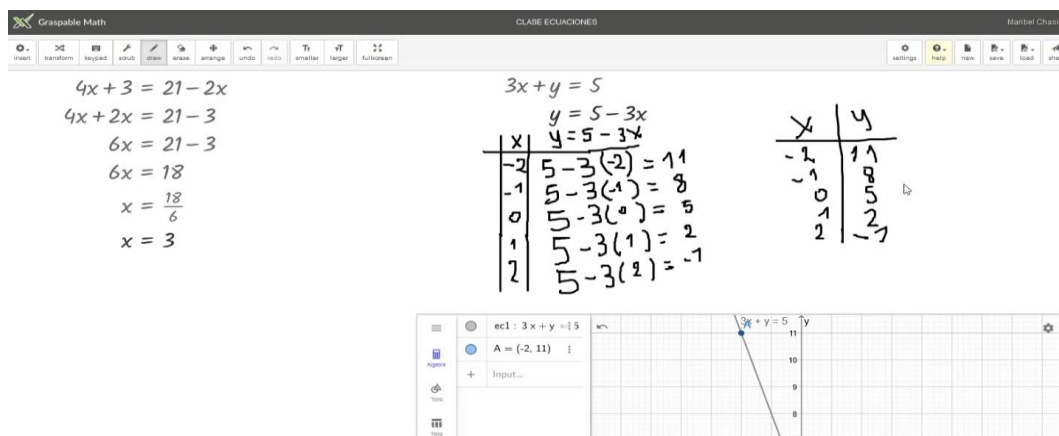 Graspable Math
CLASE ECUACIONES
Maribel Chasi
insert transform keypad scrub draw erase arrange undo redo smaller larger fullscreen
settings help new save load sha
4x + 3 = 21 − 2x
4x + 2x = 21 − 3
6x = 21 − 3
6x = 18
x = 18/6
x = 3
3x + y = 5
y = 5 − 3x
x y = 5 − 3x
-2 5 − 3(-2) = 11
-1 5 − 3(-1) = 8
0 5 − 3(0) = 5
1 5 − 3(1) = 2
2 5 − 3(2) = -1
x y
-2 11
-1 8
0 5
1 2
2 -1
ec1 : 3 x + y = 5
A = (-2, 11)
Input...
Algebra
Tools
Table
3x + y = 5
A
y
11
10
9
8